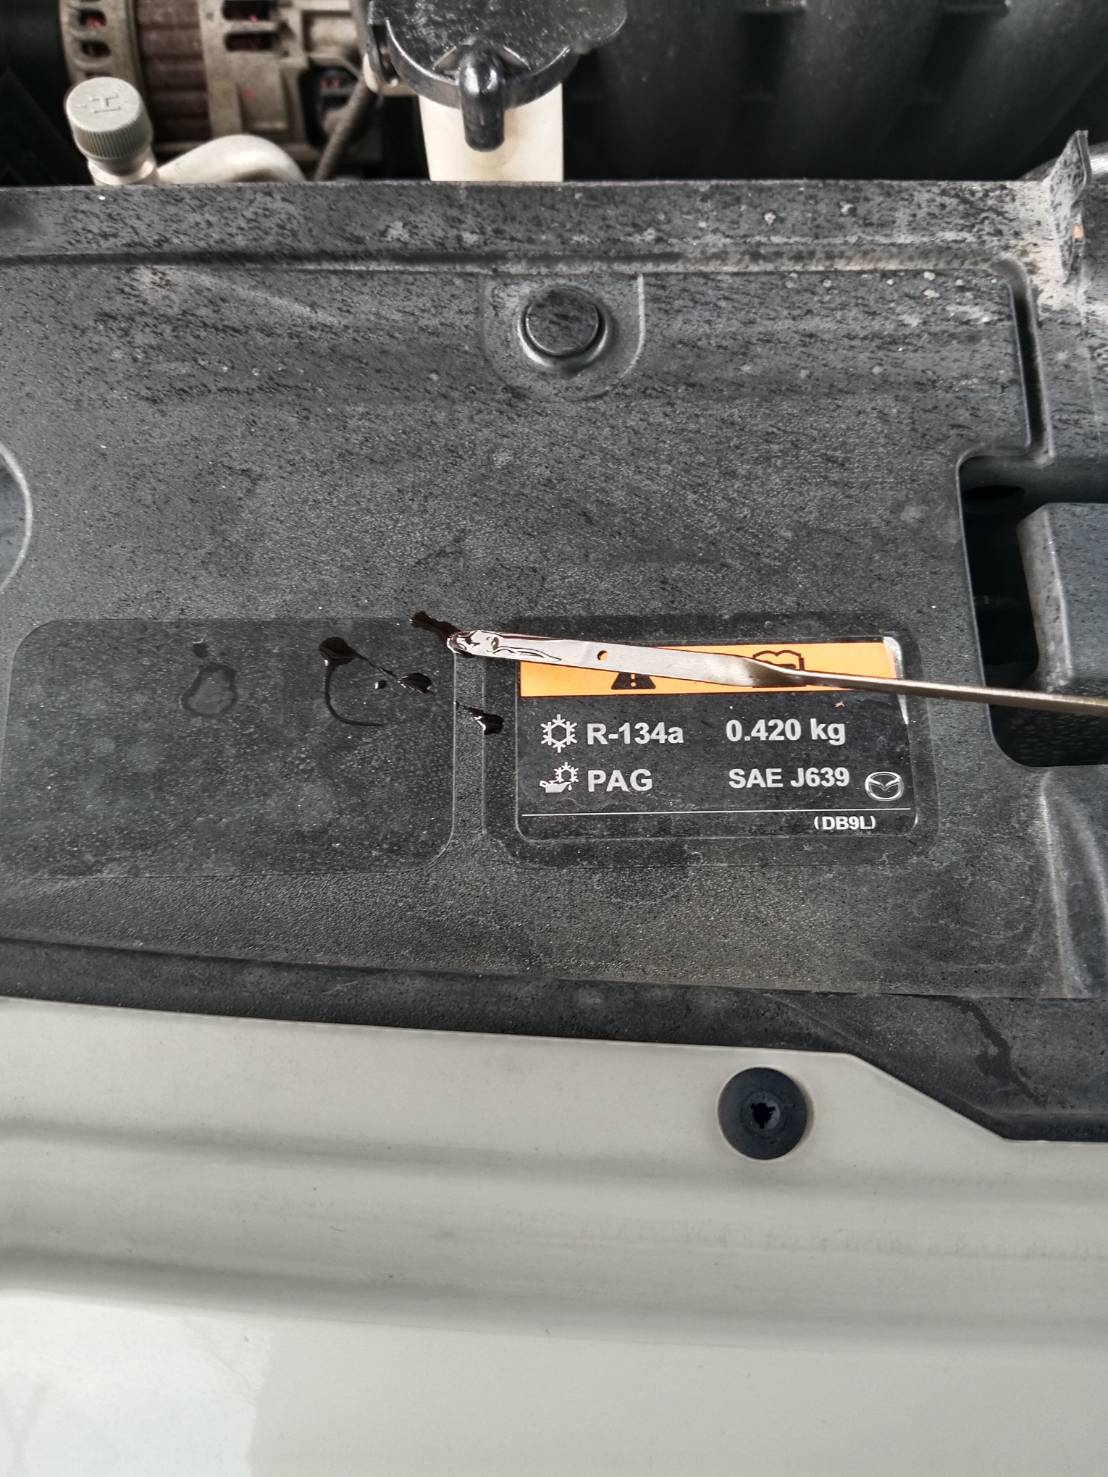 H
R-134a 0.420 kg
PAG SAE J639
(DB9L)